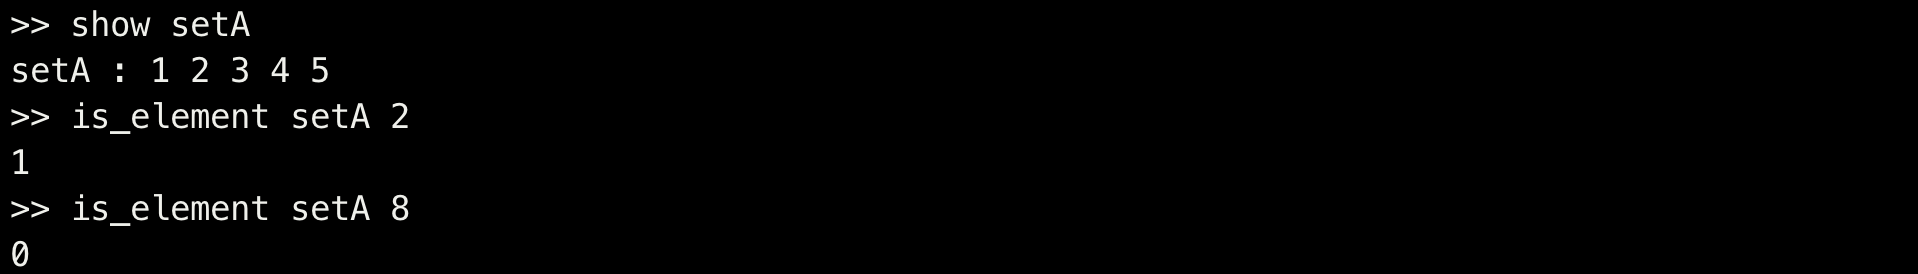 >> show setA
setA : 1 2 3 4 5
>> is_element setA 2
1
>> is_element setA 8
0